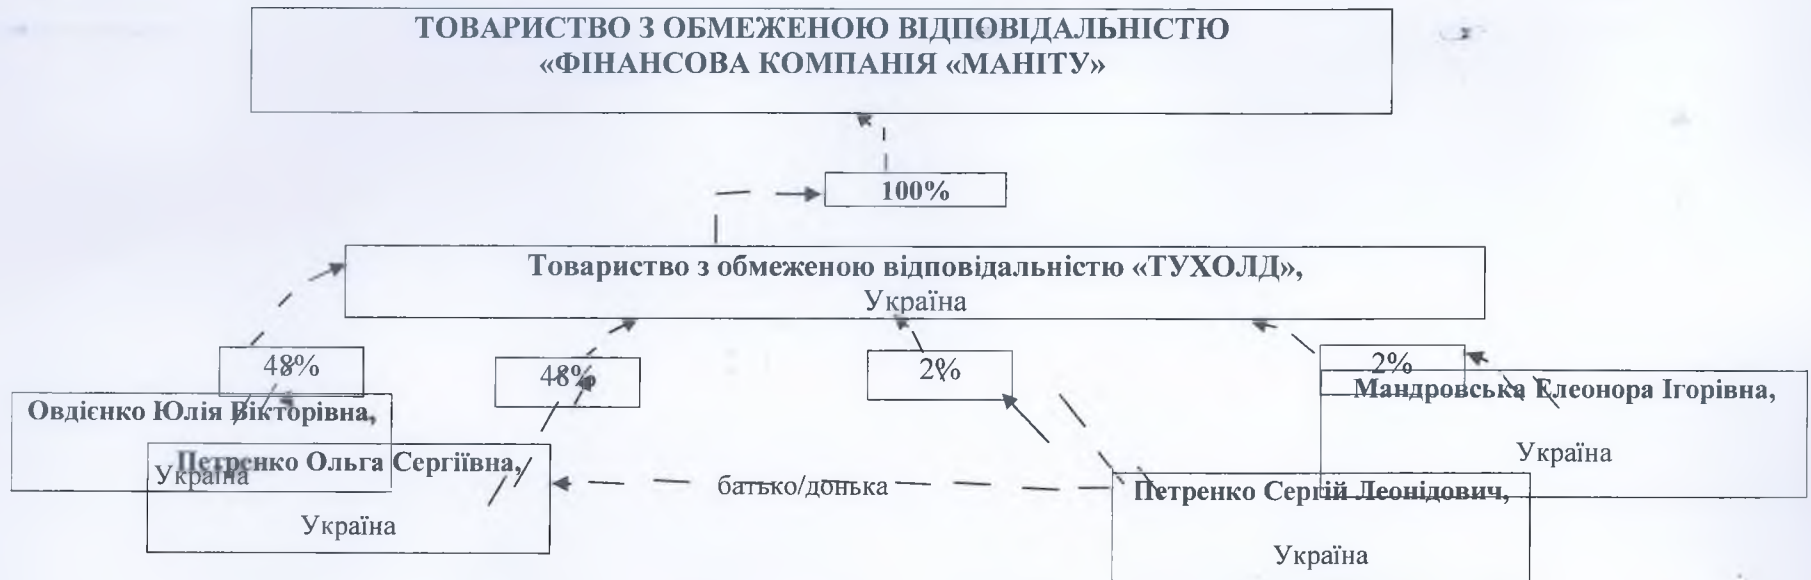 ТОВАРИСТВО З ОБМЕЖЕНОЮ ВІДПОВІДАЛЬНІСТЮ
«ФІНАНСОВА КОМПАНІЯ «МАНІТУ»
100%
Товариство з обмеженою відповідальністю «ТУХОЛД»,
Україна
48%
48%
2%
2%
Овдієнко Юлія Вікторівна,
Україна
Петренко Ольга Сергіївна,
Україна
батько/донька
Петренко Сергій Леонідович,
Україна
Мандровська Елеонора Ігорівна,
Україна